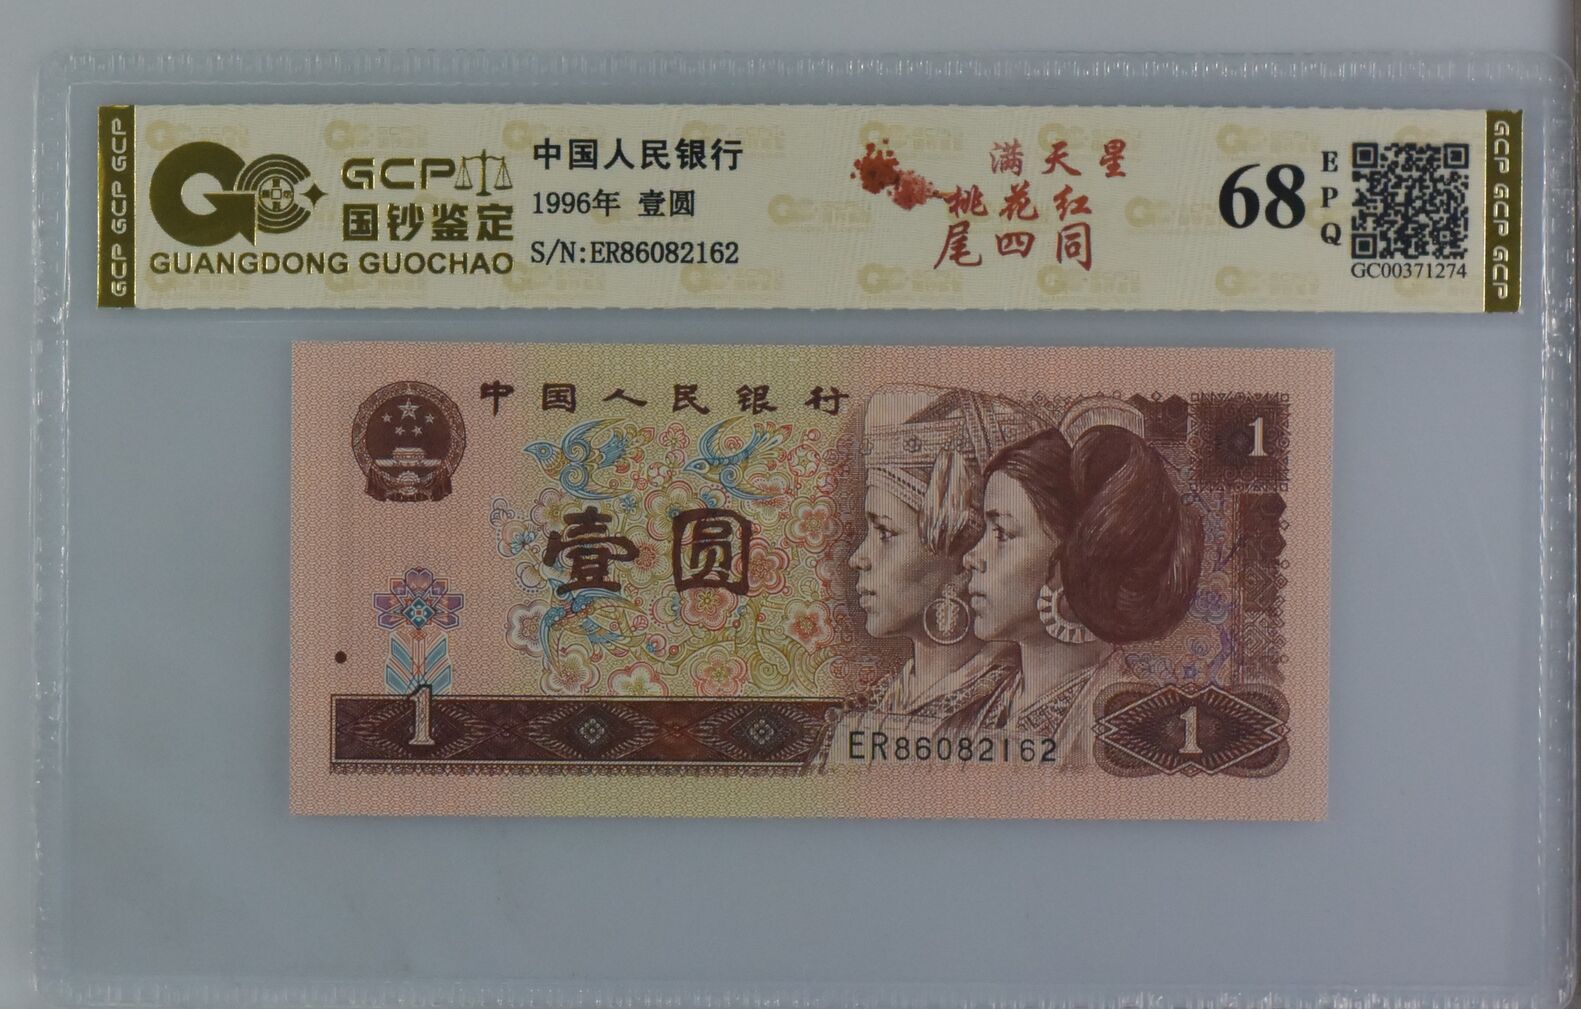 GCP GCP GCP
GCP
国钞鉴定
GUANGDONG GUOCHAO
中国人民银行
1996年 壹圆
S/N:ER86082162
满天星
桃花红
尾四同
68
EPQ
GC00371274
GCP GCP GCP
中国人民银行
1
壹圆
1
ER86082162
1